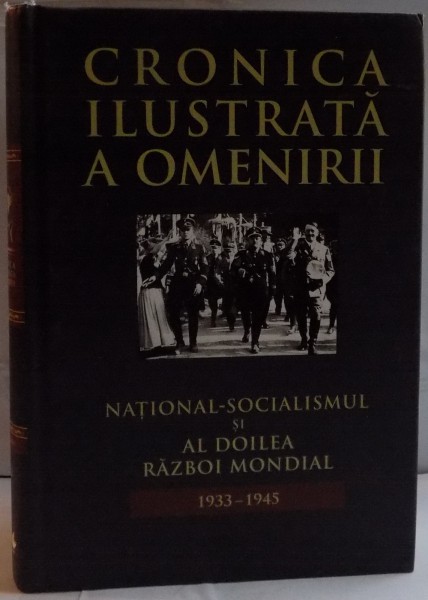 CRONICA
ILUSTRATĂ
A OMENIRII
NAȚIONAL-SOCIALISMUL
ȘI
AL DOILEA
RĂZBOI MONDIAL
1933–1945